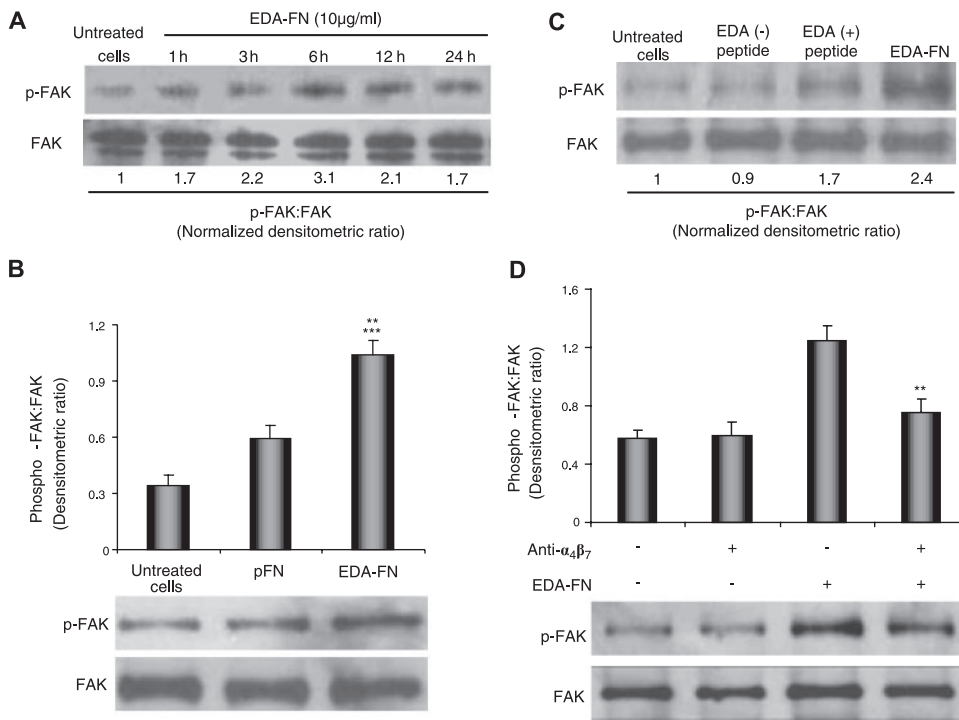 A
EDA-FN (10µg/ml)
Untreated cells
1 h 3 h 6 h 12 h 24 h
p-FAK
FAK
1 1.7 2.2 3.1 2.1 1.7
p-FAK:FAK
(Normalized densitometric ratio)
C
Untreated cells
EDA (-) peptide
EDA (+) peptide
EDA-FN
p-FAK
FAK
1 0.9 1.7 2.4
p-FAK:FAK
(Normalized densitometric ratio)
B
Phospho -FAK:FAK
(Desnsitometric ratio)
1.2
0.9
0.6
0.3
0
**
***
Untreated cells
pFN
EDA-FN
p-FAK
FAK
D
Phospho -FAK:FAK
(Desnsitometric ratio)
1.6
1.2
0.8
0.4
0
**
Anti-α4β7 - + - +
EDA-FN - - + +
p-FAK
FAK